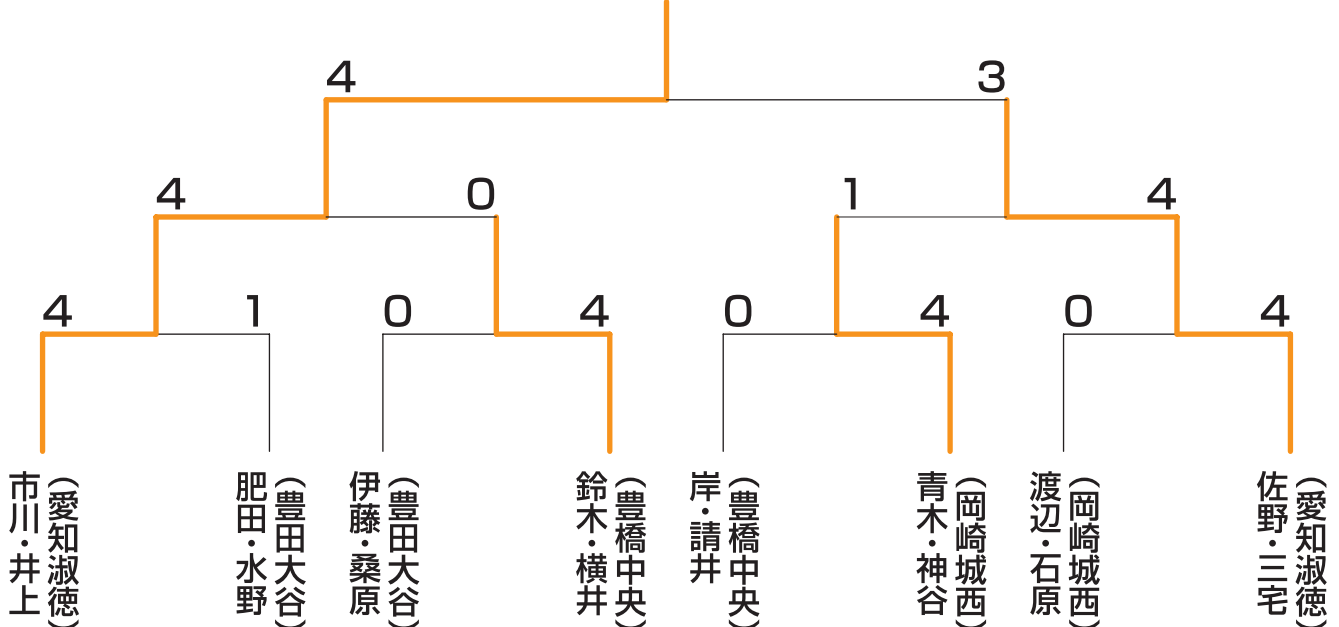 4
3
4
0
1
4
4
1
0
4
0
4
0
4
市川・井上
(愛知淑徳)
肥田・水野
(豊田大谷)
伊藤・桑原
(豊田大谷)
鈴木・横井
(豊橋中央)
岸・請井
(豊橋中央)
青木・神谷
(岡崎城西)
渡辺・石原
(岡崎城西)
佐野・三宅
(愛知淑徳)